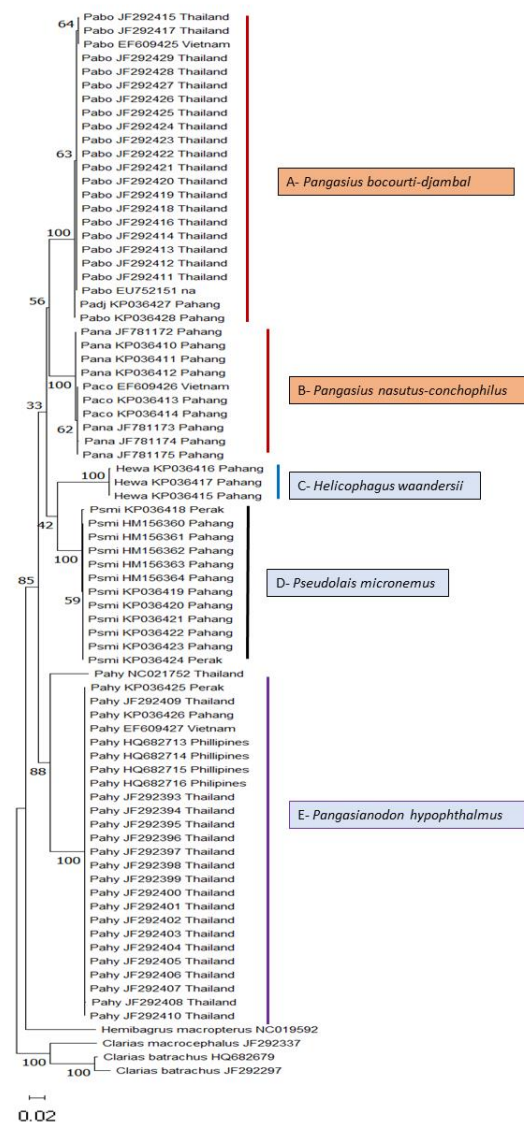 64
Pabo JF292415 Thailand
Pabo JF292417 Thailand
Pabo EF609425 Vietnam
Pabo JF292429 Thailand
Pabo JF292428 Thailand
Pabo JF292427 Thailand
Pabo JF292426 Thailand
Pabo JF292425 Thailand
Pabo JF292424 Thailand
Pabo JF292423 Thailand
63
Pabo JF292422 Thailand
Pabo JF292421 Thailand
Pabo JF292420 Thailand
A- Pangasius bocourti-djambal
Pabo JF292419 Thailand
Pabo JF292418 Thailand
Pabo JF292416 Thailand
100
Pabo JF292414 Thailand
Pabo JF292413 Thailand
Pabo JF292412 Thailand
Pabo JF292411 Thailand
Pabo EU752151 na
56
Padj KP036427 Pahang
Pabo KP036428 Pahang
Pana JF781172 Pahang
Pana KP036410 Pahang
Pana KP036411 Pahang
Pana KP036412 Pahang
100
Paco EF609426 Vietnam
B- Pangasius nasutus-conchophilus
Paco KP036413 Pahang
33
Paco KP036414 Pahang
62
Pana JF781173 Pahang
Pana JF781174 Pahang
Pana JF781175 Pahang
100
Hewa KP036416 Pahang
Hewa KP036417 Pahang
C- Helicophagus waandersii
Hewa KP036415 Pahang
Psmi KP036418 Perak
42
Psmi HM156360 Pahang
Psmi HM156361 Pahang
Psmi HM156362 Pahang
100
Psmi HM156363 Pahang
85
Psmi HM156364 Pahang
D- Pseudolais micronemus
59
Psmi KP036419 Pahang
Psmi KP036420 Pahang
Psmi KP036421 Pahang
Psmi KP036422 Pahang
Psmi KP036423 Pahang
Psmi KP036424 Perak
Pahy NC021752 Thailand
Pahy KP036425 Perak
Pahy JF292409 Thailand
Pahy KP036426 Pahang
Pahy EF609427 Vietnam
Pahy HQ682713 Phillipines
Pahy HQ682714 Phillipines
88
Pahy HQ682715 Phillipines
Pahy HQ682716 Philipines
Pahy JF292393 Thailand
Pahy JF292394 Thailand
E- Pangasianodon hypophthalmus
Pahy JF292395 Thailand
Pahy JF292396 Thailand
100
Pahy JF292397 Thailand
Pahy JF292398 Thailand
Pahy JF292399 Thailand
Pahy JF292400 Thailand
Pahy JF292401 Thailand
Pahy JF292402 Thailand
Pahy JF292403 Thailand
Pahy JF292404 Thailand
Pahy JF292405 Thailand
Pahy JF292406 Thailand
Pahy JF292407 Thailand
Pahy JF292408 Thailand
Pahy JF292410 Thailand
Hemibagrus macropterus NC019592
Clarias macrocephalus JF292337
100
Clarias batrachus HQ682679
100
Clarias batrachus JF292297
0.02